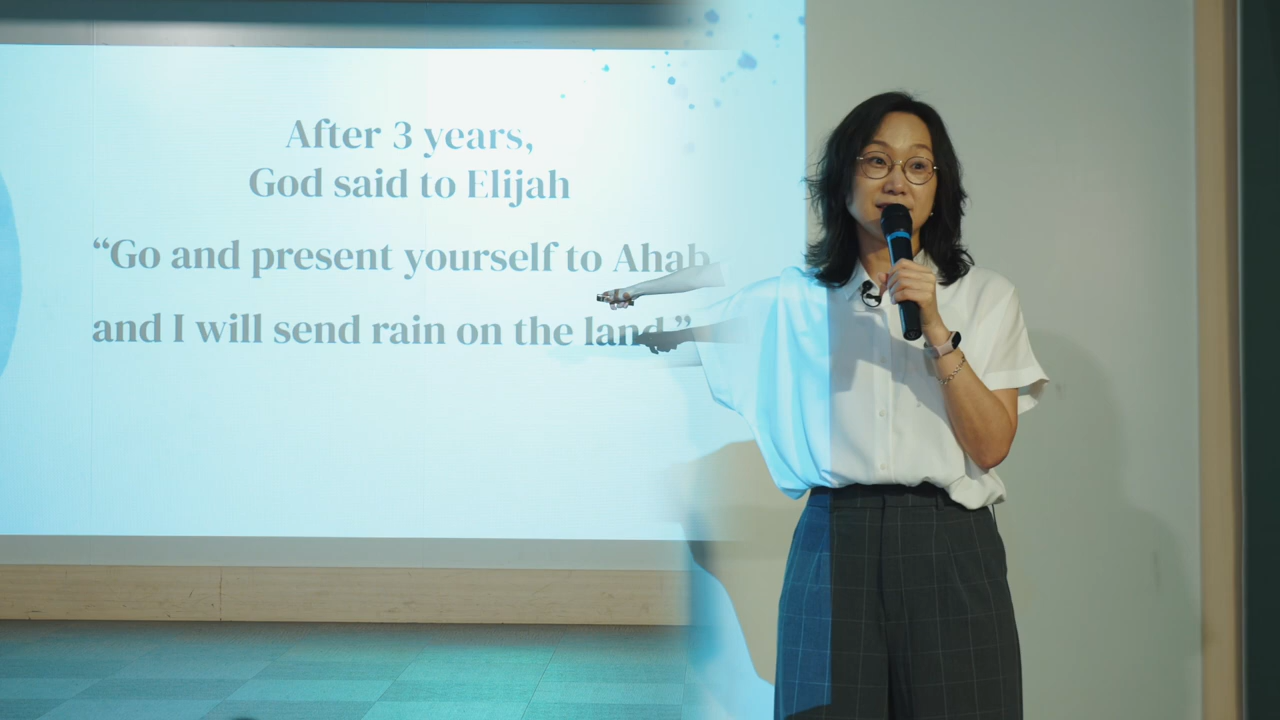 After 3 years,
God said to Elijah
“Go and present yourself to Ahab
and I will send rain on the land.”